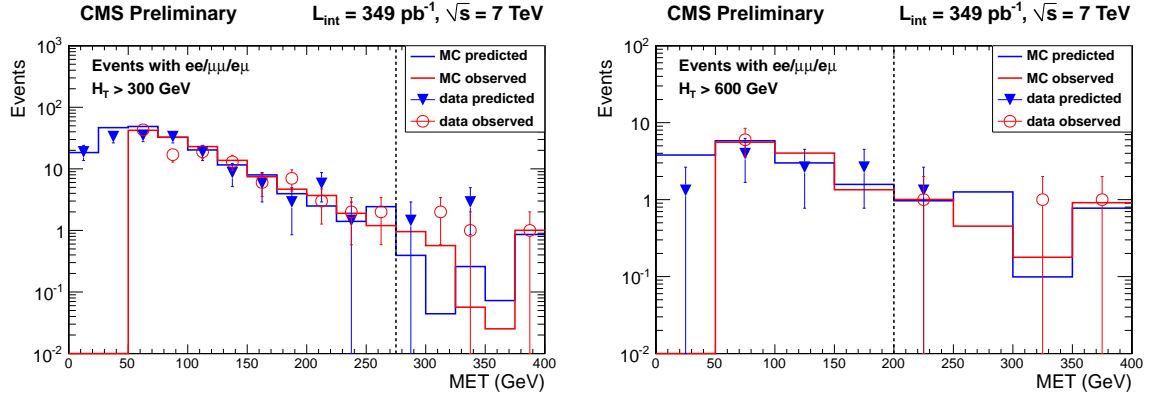 CMS Preliminary
L_int = 349 pb⁻¹, √s = 7 TeV
Events
10³
10²
10
1
10⁻¹
10⁻²
Events with ee/μμ/eμ
H_T > 300 GeV
MC predicted
MC observed
data predicted
data observed
0 50 100 150 200 250 300 350 400
MET (GeV)
CMS Preliminary
L_int = 349 pb⁻¹, √s = 7 TeV
Events
10²
10
1
10⁻¹
10⁻²
Events with ee/μμ/eμ
H_T > 600 GeV
MC predicted
MC observed
data predicted
data observed
0 50 100 150 200 250 300 350 400
MET (GeV)